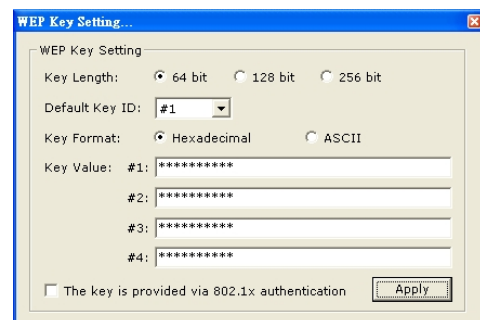 WEP Key Setting...
WEP Key Setting
Key Length: 64 bit 128 bit 256 bit
Default Key ID: #1
Key Format: Hexadecimal ASCII
Key Value: #1: **********
#2: **********
#3: **********
#4: **********
The key is provided via 802.1x authentication Apply